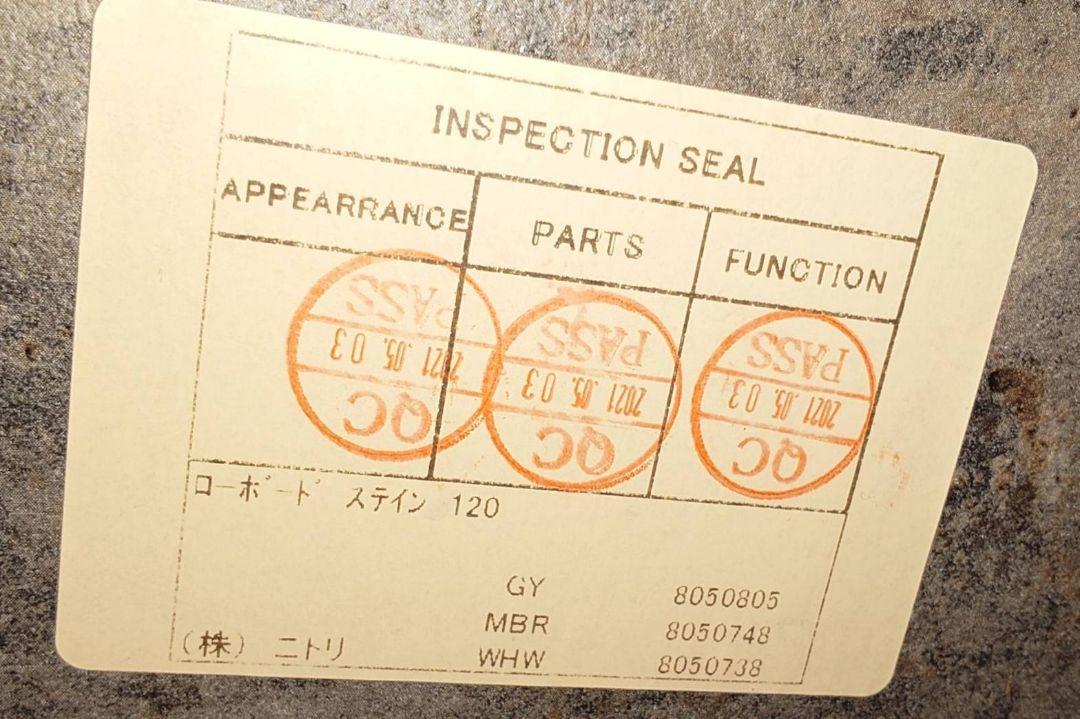 INSPECTION SEAL
APPEARRANCE PARTS FUNCTION
PASS PASS PASS
2021.05.03 2021.05.03 2021.05.03
QC QC QC
ローボード ステイン 120
GY 8050805
MBR 8050748
(株) ニトリ WHW 8050738